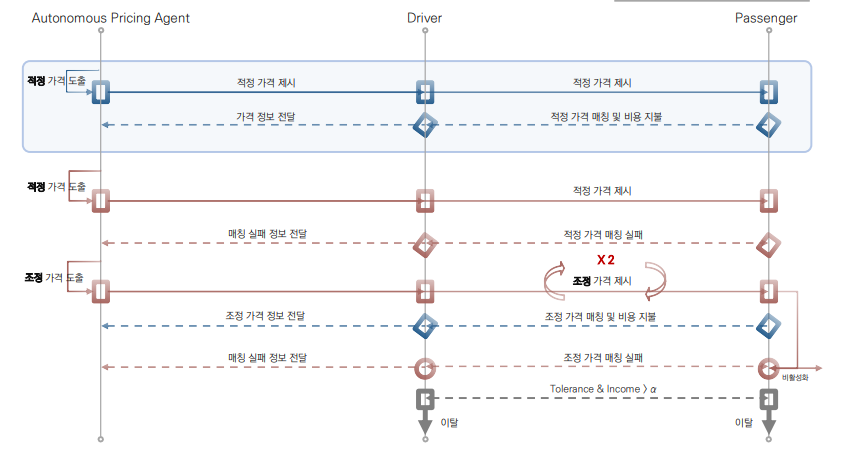 Autonomous Pricing Agent
Driver
Passenger
적정 가격 도출
적정 가격 제시
적정 가격 제시
가격 정보 전달
적정 가격 매칭 및 비용 지불
적정 가격 도출
적정 가격 제시
매칭 실패 정보 전달
적정 가격 매칭 실패
X 2
조정 가격 도출
조정 가격 제시
조정 가격 정보 전달
조정 가격 매칭 및 비용 지불
매칭 실패 정보 전달
조정 가격 매칭 실패
비활성화
Tolerance & Income 〉 α
이탈
이탈